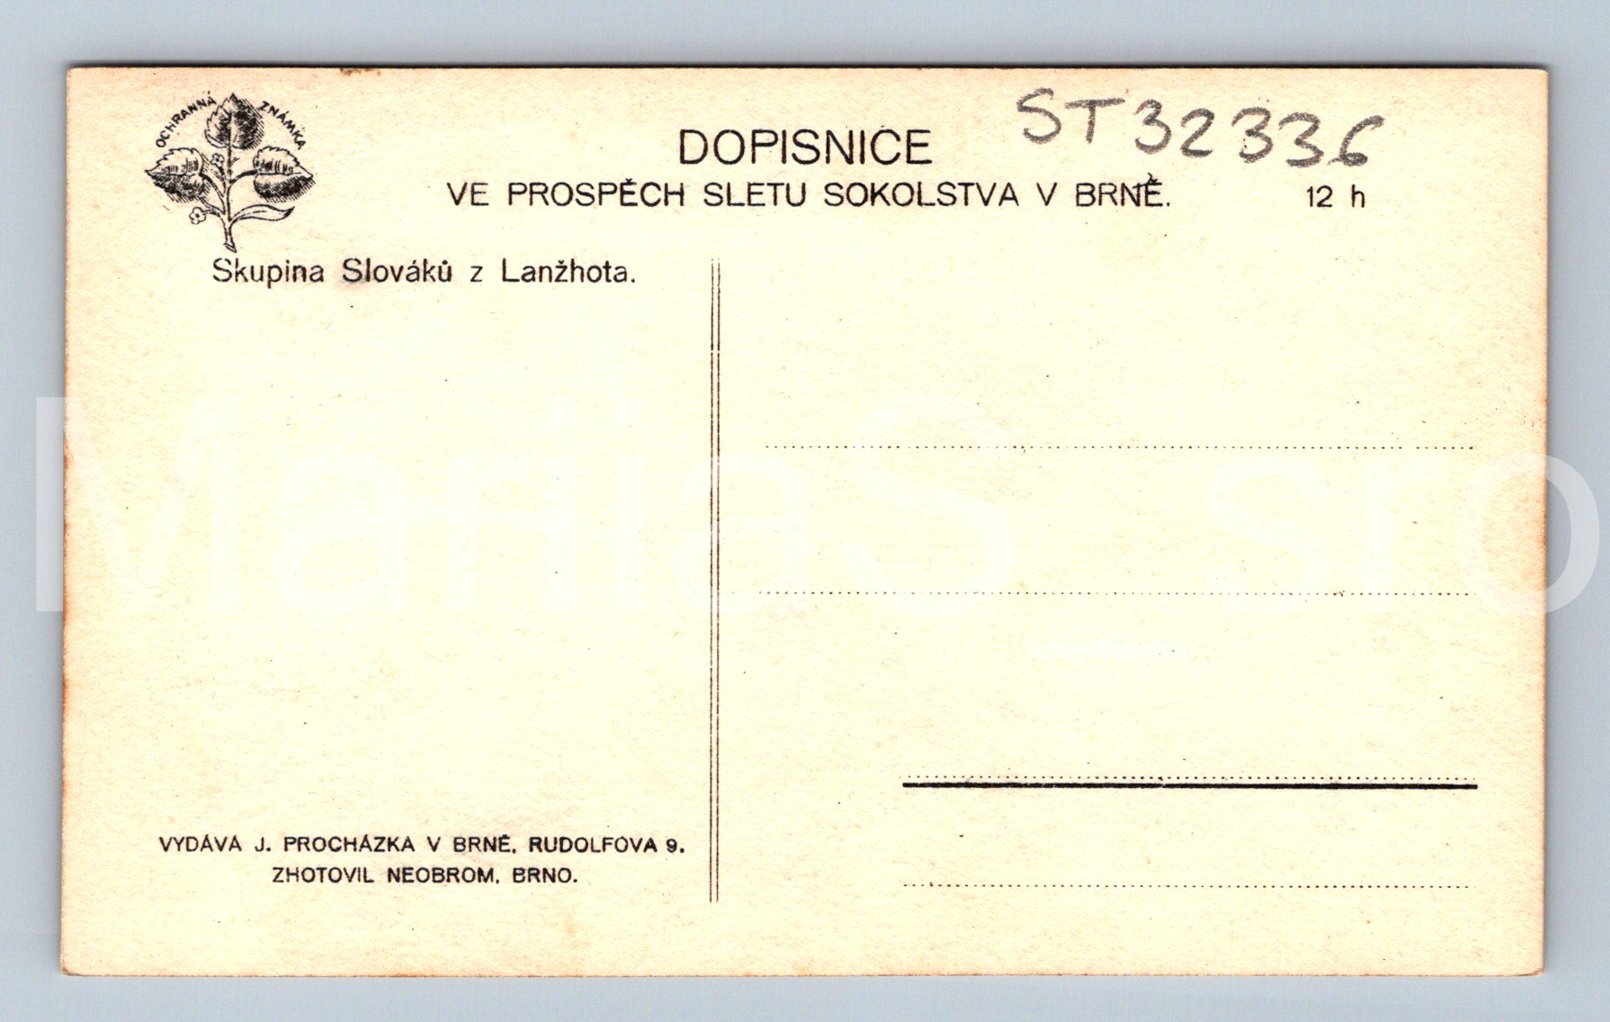 OCHRANNÁ ZNÁMKA
DOPISNICE
ST32336
VE PROSPĚCH SLETU SOKOLSTVA V BRNĚ.
12 h
Skupina Slováků z Lanžhota.
VYDÁVÁ J. PROCHÁZKA V BRNĚ, RUDOLFOVA 9.
ZHOTOVIL NEOBROM, BRNO.